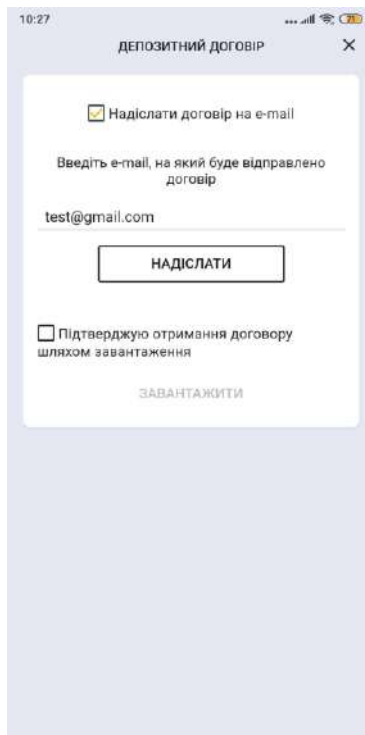 10:27
71
ДЕПОЗИТНИЙ ДОГОВІР
Надіслати договір на e-mail
Введіть e-mail, на який буде відправлено
договір
test@gmail.com
НАДІСЛАТИ
Підтверджую отримання договору
шляхом завантаження
ЗАВАНТАЖИТИ